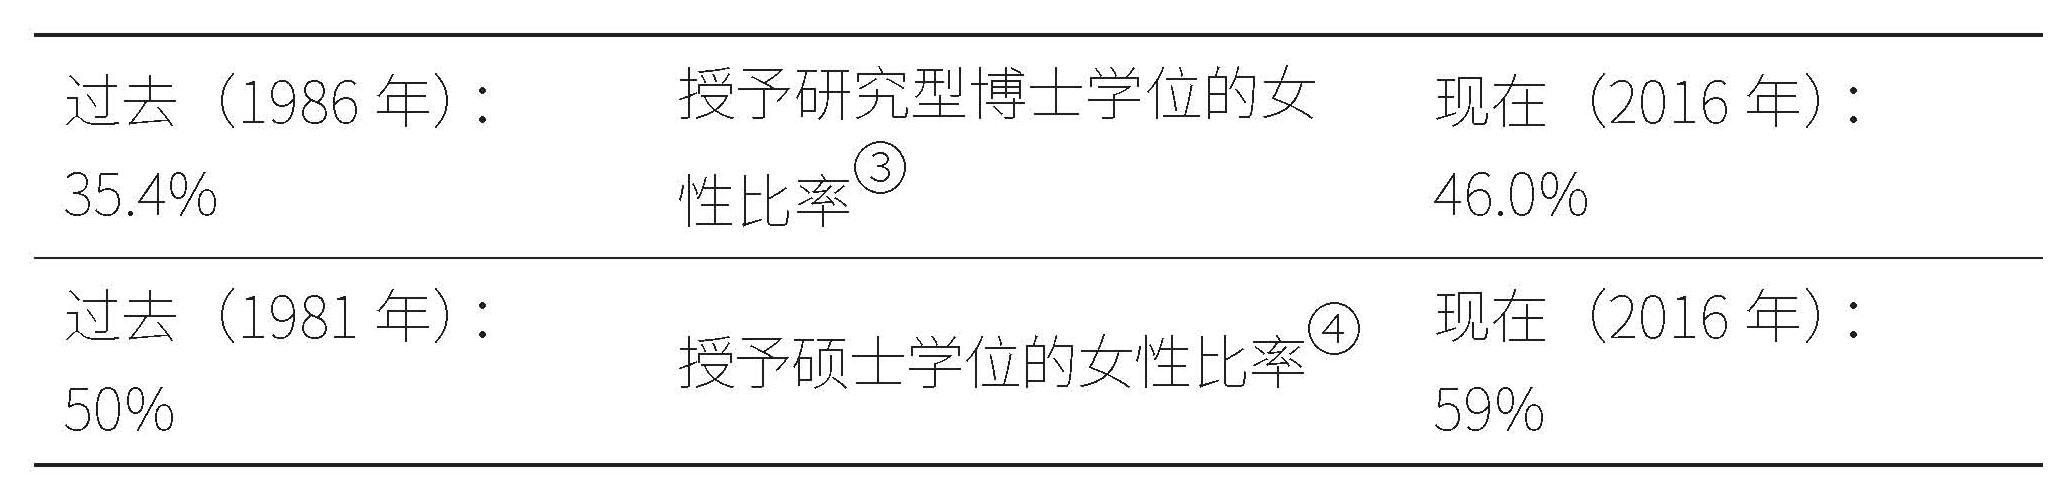 过去（1986 年）：
35.4%
授予研究型博士学位的女
性比率③
现在（2016 年）：
46.0%
过去（1981 年）：
50%
授予硕士学位的女性比率④
现在（2016 年）：
59%